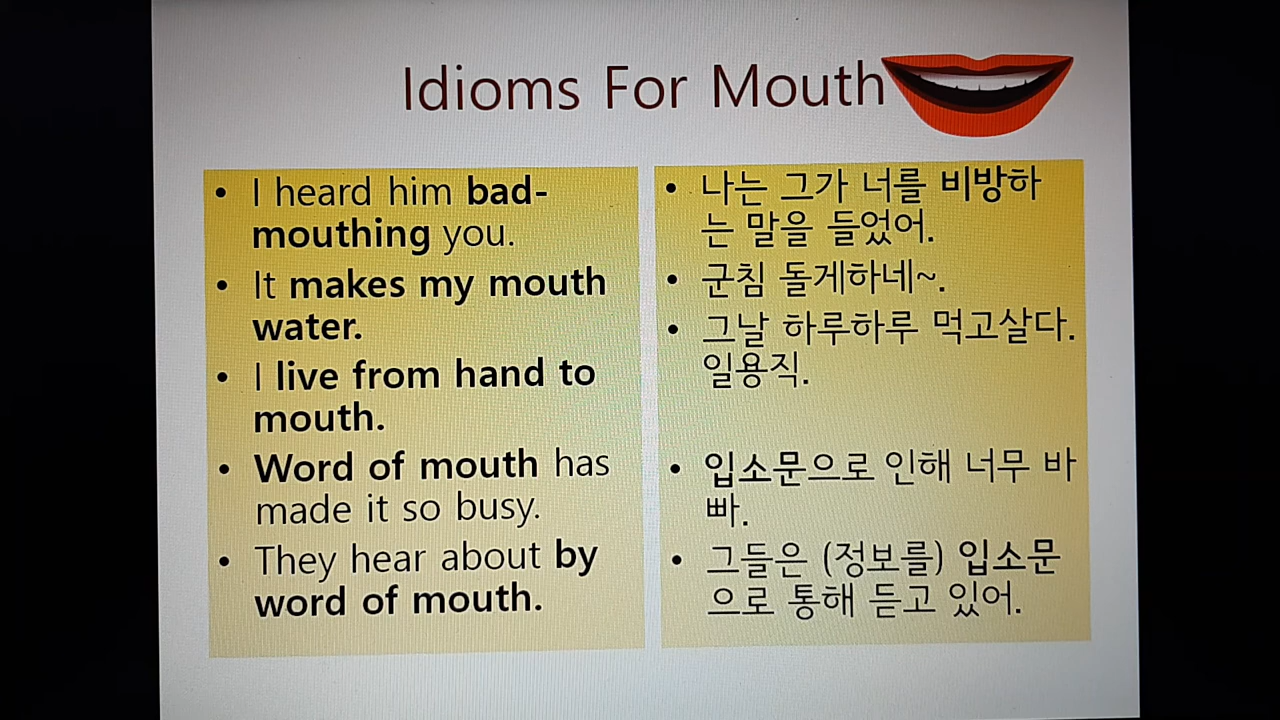 Idioms For Mouth
• I heard him bad-
mouthing you.
• It makes my mouth
water.
• I live from hand to
mouth.
• Word of mouth has
made it so busy.
• They hear about by
word of mouth.
• 나는 그가 너를 비방하
는 말을 들었어.
• 군침 돌게하네~.
• 그날 하루하루 먹고살다.
일용직.
• 입소문으로 인해 너무 바
빠.
• 그들은 (정보를) 입소문
으로 통해 듣고 있어.